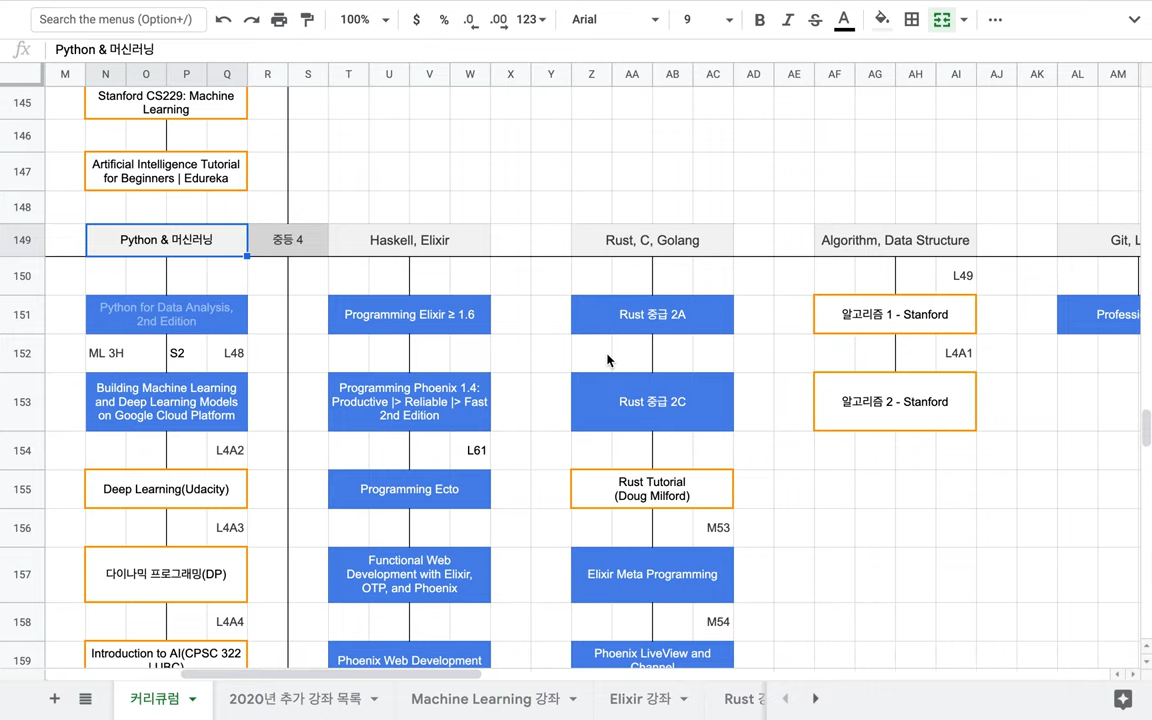 Search the menus (Option+/)
100%
$
%
.0
.00
123
Arial
9
B
I
S
A
fx
Python & 머신러닝
M N O P Q R S T U V W X Y Z AA AB AC AD AE AF AG AH AI AJ AK AL AM
145
Stanford CS229: Machine
Learning
146
147
Artificial Intelligence Tutorial
for Beginners | Edureka
148
149
Python & 머신러닝
중등 4
Haskell, Elixir
Rust, C, Golang
Algorithm, Data Structure
Git, L
150
L49
151
Python for Data Analysis,
2nd Edition
Programming Elixir ≥ 1.6
Rust 중급 2A
알고리즘 1 - Stanford
Professi
152
ML 3H
S2
L48
L4A1
153
Building Machine Learning
and Deep Learning Models
on Google Cloud Platform
Programming Phoenix 1.4:
Productive |> Reliable |> Fast
2nd Edition
Rust 중급 2C
알고리즘 2 - Stanford
154
L4A2
L61
155
Deep Learning(Udacity)
Programming Ecto
Rust Tutorial
(Doug Milford)
156
L4A3
M53
157
다이나믹 프로그래밍(DP)
Functional Web
Development with Elixir,
OTP, and Phoenix
Elixir Meta Programming
158
L4A4
M54
159
Introduction to AI(CPSC 322
| UBC)
Phoenix Web Development
Phoenix LiveView and
Channel
커리큐럼
2020년 추가 강좌 목록
Machine Learning 강좌
Elixir 강좌
Rust 강